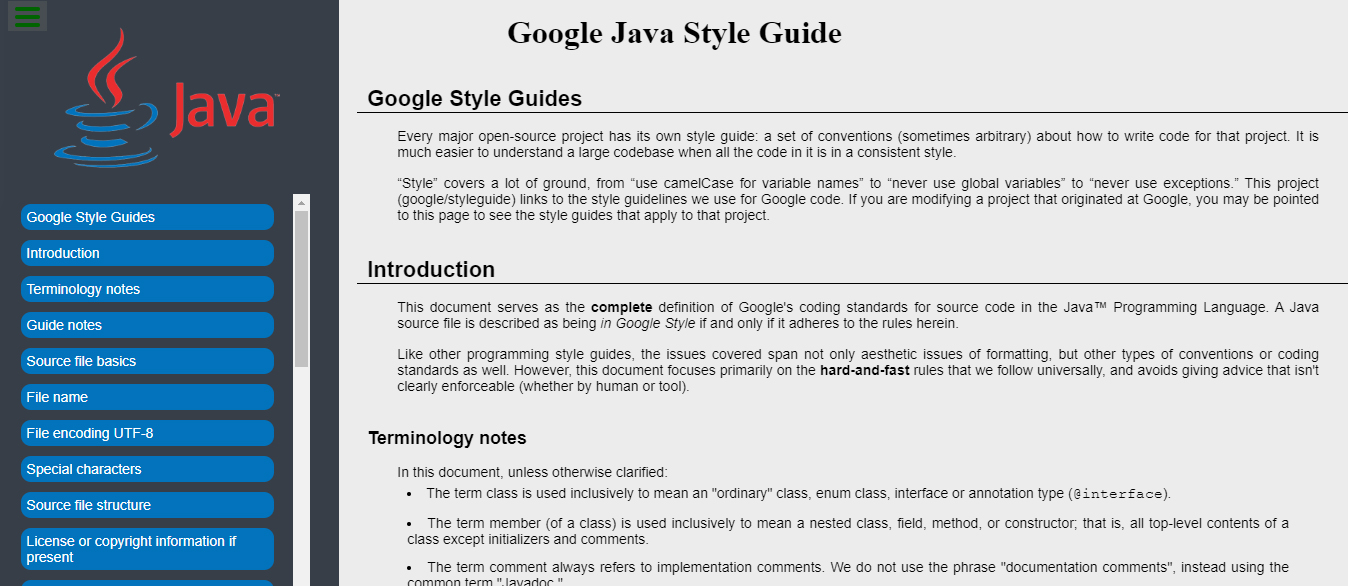 Java™
Google Style Guides
Introduction
Terminology notes
Guide notes
Source file basics
File name
File encoding UTF-8
Special characters
Source file structure
License or copyright information if
present
Google Java Style Guide
Google Style Guides
Every major open-source project has its own style guide: a set of conventions (sometimes arbitrary) about how to write code for that project. It is
much easier to understand a large codebase when all the code in it is in a consistent style.
“Style” covers a lot of ground, from “use camelCase for variable names” to “never use global variables” to “never use exceptions.” This project
(google/styleguide) links to the style guidelines we use for Google code. If you are modifying a project that originated at Google, you may be pointed
to this page to see the style guides that apply to that project.
Introduction
This document serves as the complete definition of Google's coding standards for source code in the Java™ Programming Language. A Java
source file is described as being in Google Style if and only if it adheres to the rules herein.
Like other programming style guides, the issues covered span not only aesthetic issues of formatting, but other types of conventions or coding
standards as well. However, this document focuses primarily on the hard-and-fast rules that we follow universally, and avoids giving advice that isn't
clearly enforceable (whether by human or tool).
Terminology notes
In this document, unless otherwise clarified:
• The term class is used inclusively to mean an "ordinary" class, enum class, interface or annotation type (@interface).
• The term member (of a class) is used inclusively to mean a nested class, field, method, or constructor; that is, all top-level contents of a
class except initializers and comments.
• The term comment always refers to implementation comments. We do not use the phrase "documentation comments", instead using the
common term "Javadoc."